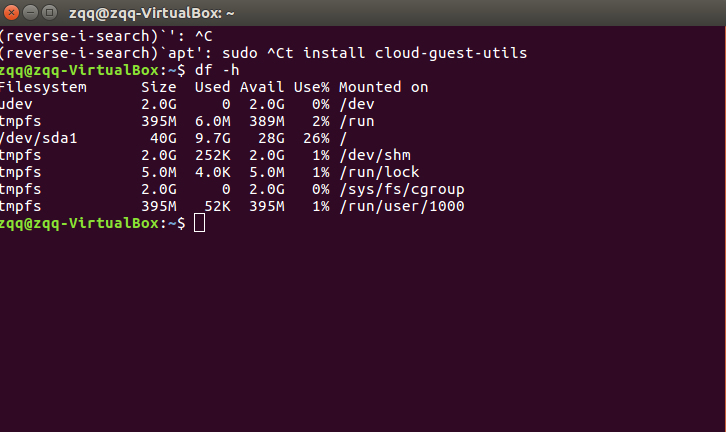 zqq@zqq-VirtualBox: ~
(reverse-i-search)`': ^C
(reverse-i-search)`apt': sudo ^Ct install cloud-guest-utils
zqq@zqq-VirtualBox:~$ df -h
Filesystem      Size  Used Avail Use% Mounted on
udev            2.0G     0  2.0G   0% /dev
tmpfs           395M  6.0M  389M   2% /run
/dev/sda1        40G  9.7G   28G  26% /
tmpfs           2.0G  252K  2.0G   1% /dev/shm
tmpfs           5.0M  4.0K  5.0M   1% /run/lock
tmpfs           2.0G     0  2.0G   0% /sys/fs/cgroup
tmpfs           395M   52K  395M   1% /run/user/1000
zqq@zqq-VirtualBox:~$